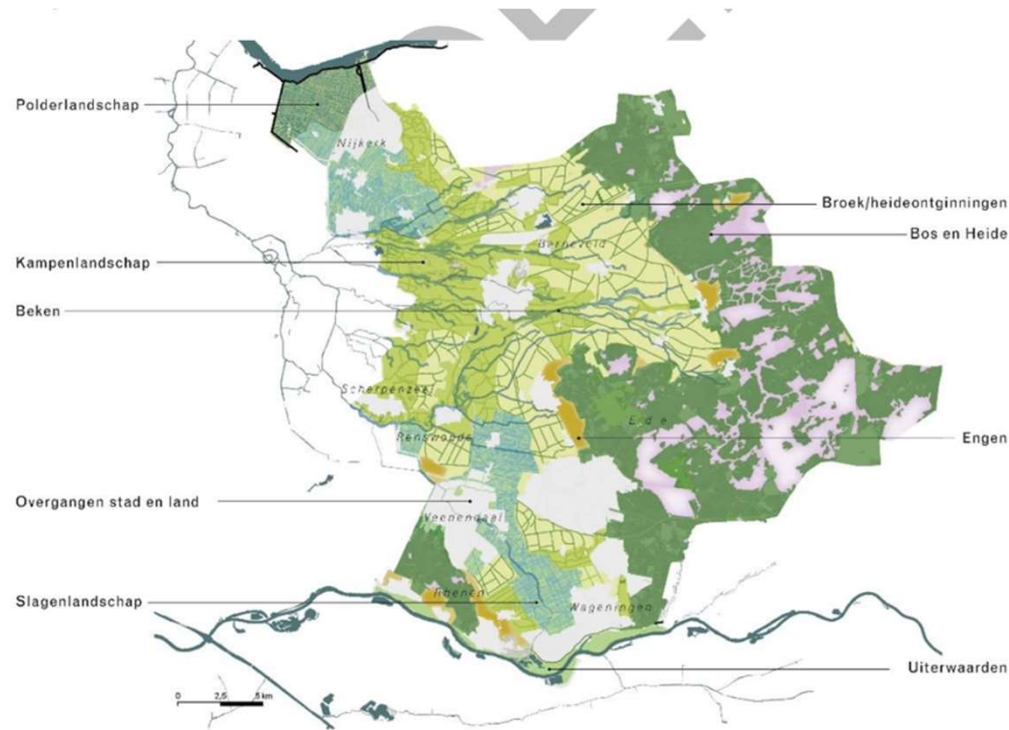 Polderlandschap
Nijkerk
Broek/heideontginningen
Bos en Heide
Barneveld
Kampenlandschap
Beken
Scherpenzeel
Ede
Renswoude
Engen
Overgangen stad en land
Veenendaal
Slagenlandschap
Rhenen
Wageningen
Uiterwaarden
0 2,5 5 km